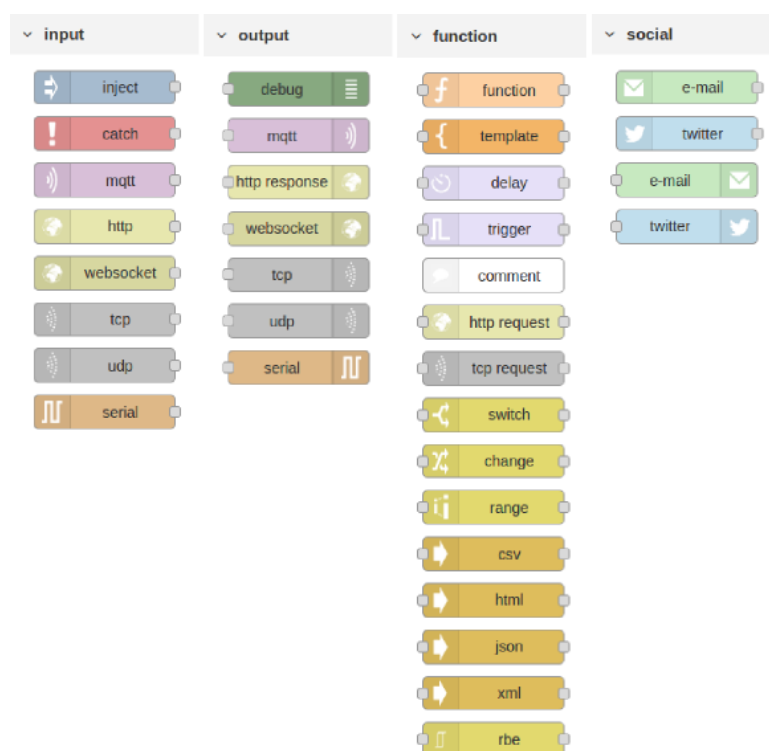 input
inject
catch
mqtt
http
websocket
tcp
udp
serial
output
debug
mqtt
http response
websocket
tcp
udp
serial
function
function
template
delay
trigger
comment
http request
tcp request
switch
change
range
csv
html
json
xml
rbe
social
e-mail
twitter
e-mail
twitter